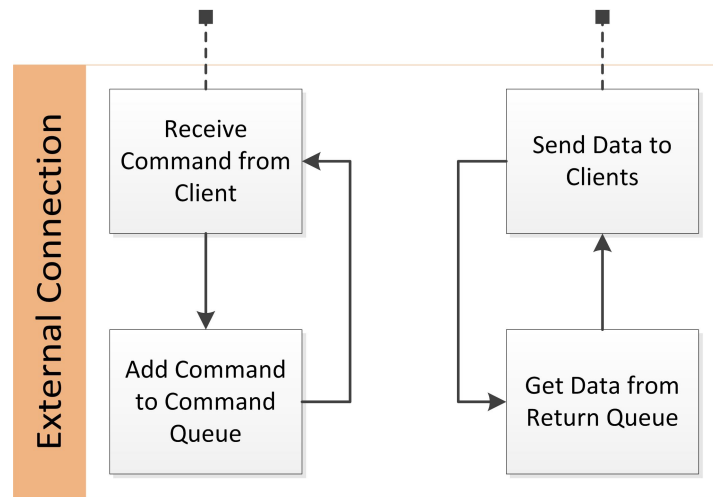 External Connection
Receive
Command from
Client
Add Command
to Command
Queue
Send Data to
Clients
Get Data from
Return Queue